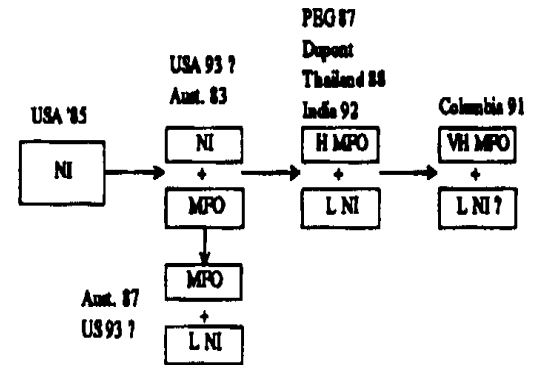 PEG 87
Dupont
Thailand 88
India 92
USA 93 ?
Aust. 83
Columbia 91
USA '85
NI
NI
+
MFO
H MFO
+
L NI
VH MFO
+
L NI ?
MFO
+
L NI
Aust. 87
US 93 ?